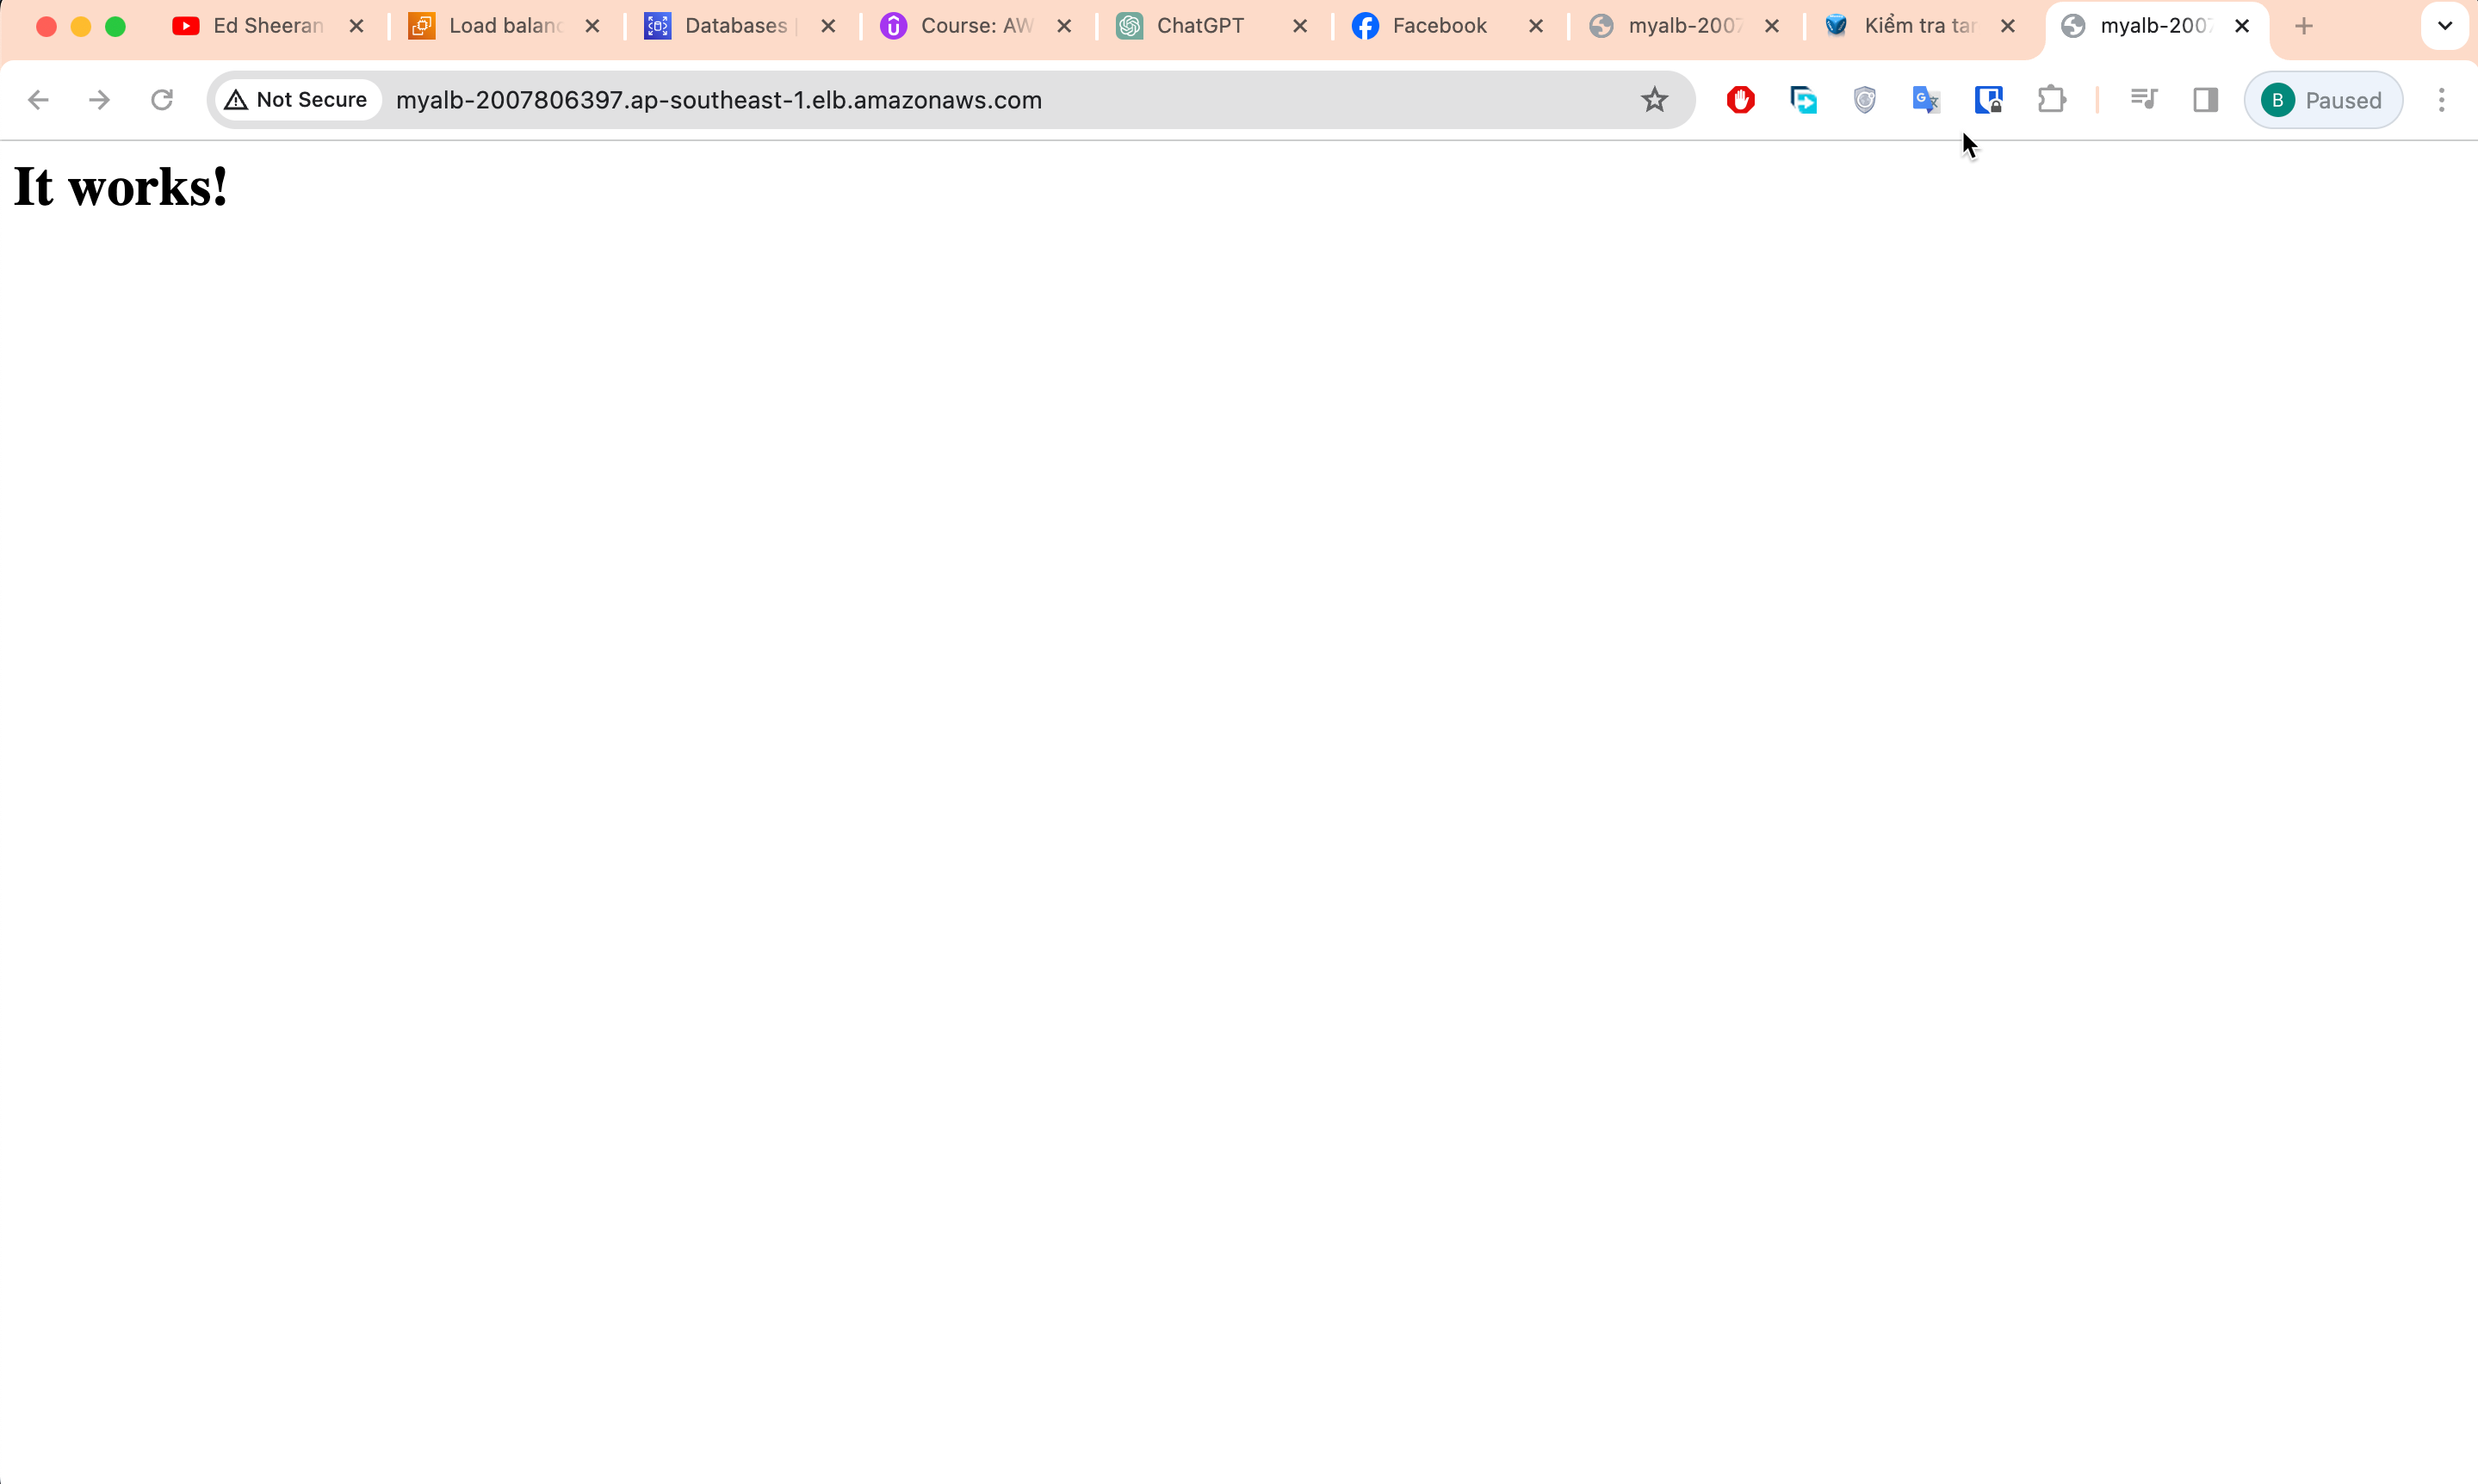 Ed Sheeran
Load balanc
Databases
Course: AW
ChatGPT
Facebook
myalb-2007
Kiểm tra tar
myalb-2007
Not Secure
myalb-2007806397.ap-southeast-1.elb.amazonaws.com
B
Paused
It works!